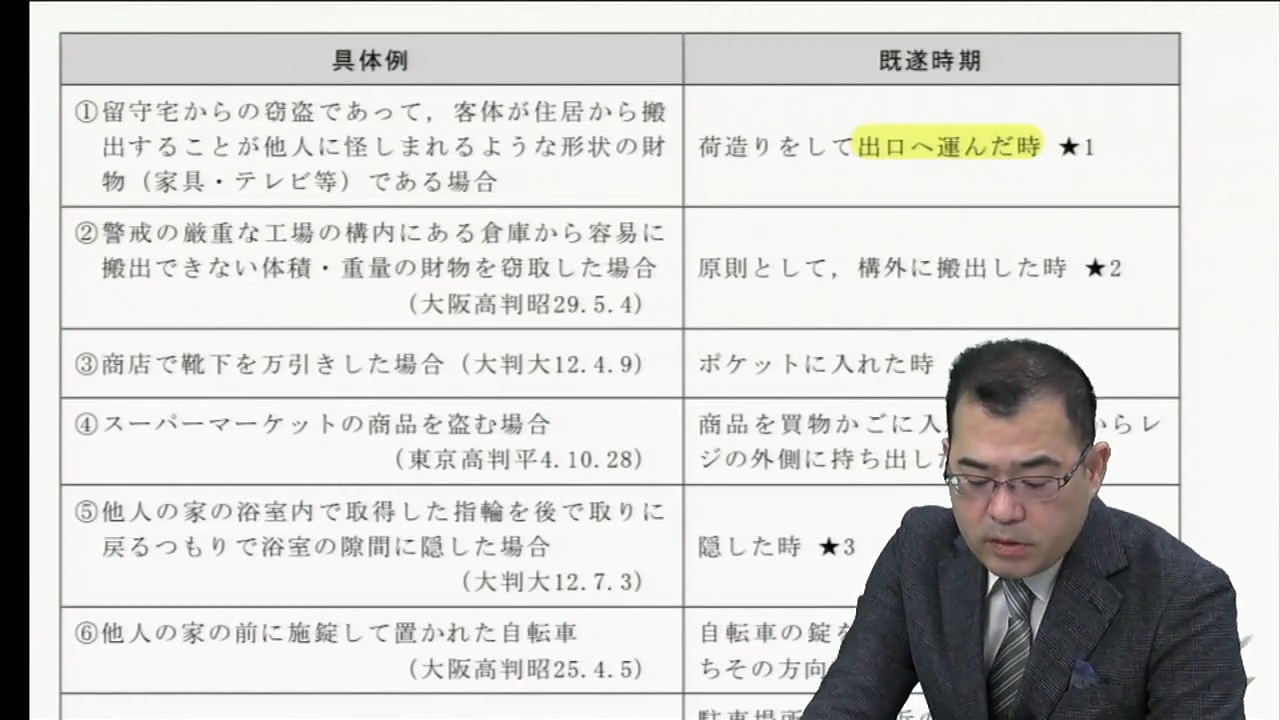 具体例
既遂時期
①留守宅からの窃盗であって，客体が住居から搬
出することが他人に怪しまれるような形状の財
物（家具・テレビ等）である場合
荷造りをして出口へ運んだ時 ★1
②警戒の厳重な工場の構内にある倉庫から容易に
搬出できない体積・重量の財物を窃取した場合
（大阪高判昭29.5.4）
原則として，構外に搬出した時 ★2
③商店で靴下を万引きした場合（大判大12.4.9）
ポケットに入れた時
④スーパーマーケットの商品を盗む場合
（東京高判平4.10.28）
商品を買物かごに入 からレ
ジの外側に持ち出し
⑤他人の家の浴室内で取得した指輪を後で取りに
戻るつもりで浴室の隙間に隠した場合
（大判大12.7.3）
隠した時 ★3
⑥他人の家の前に施錠して置かれた自転車
（大阪高判昭25.4.5）
自転車の錠を
ちその方向